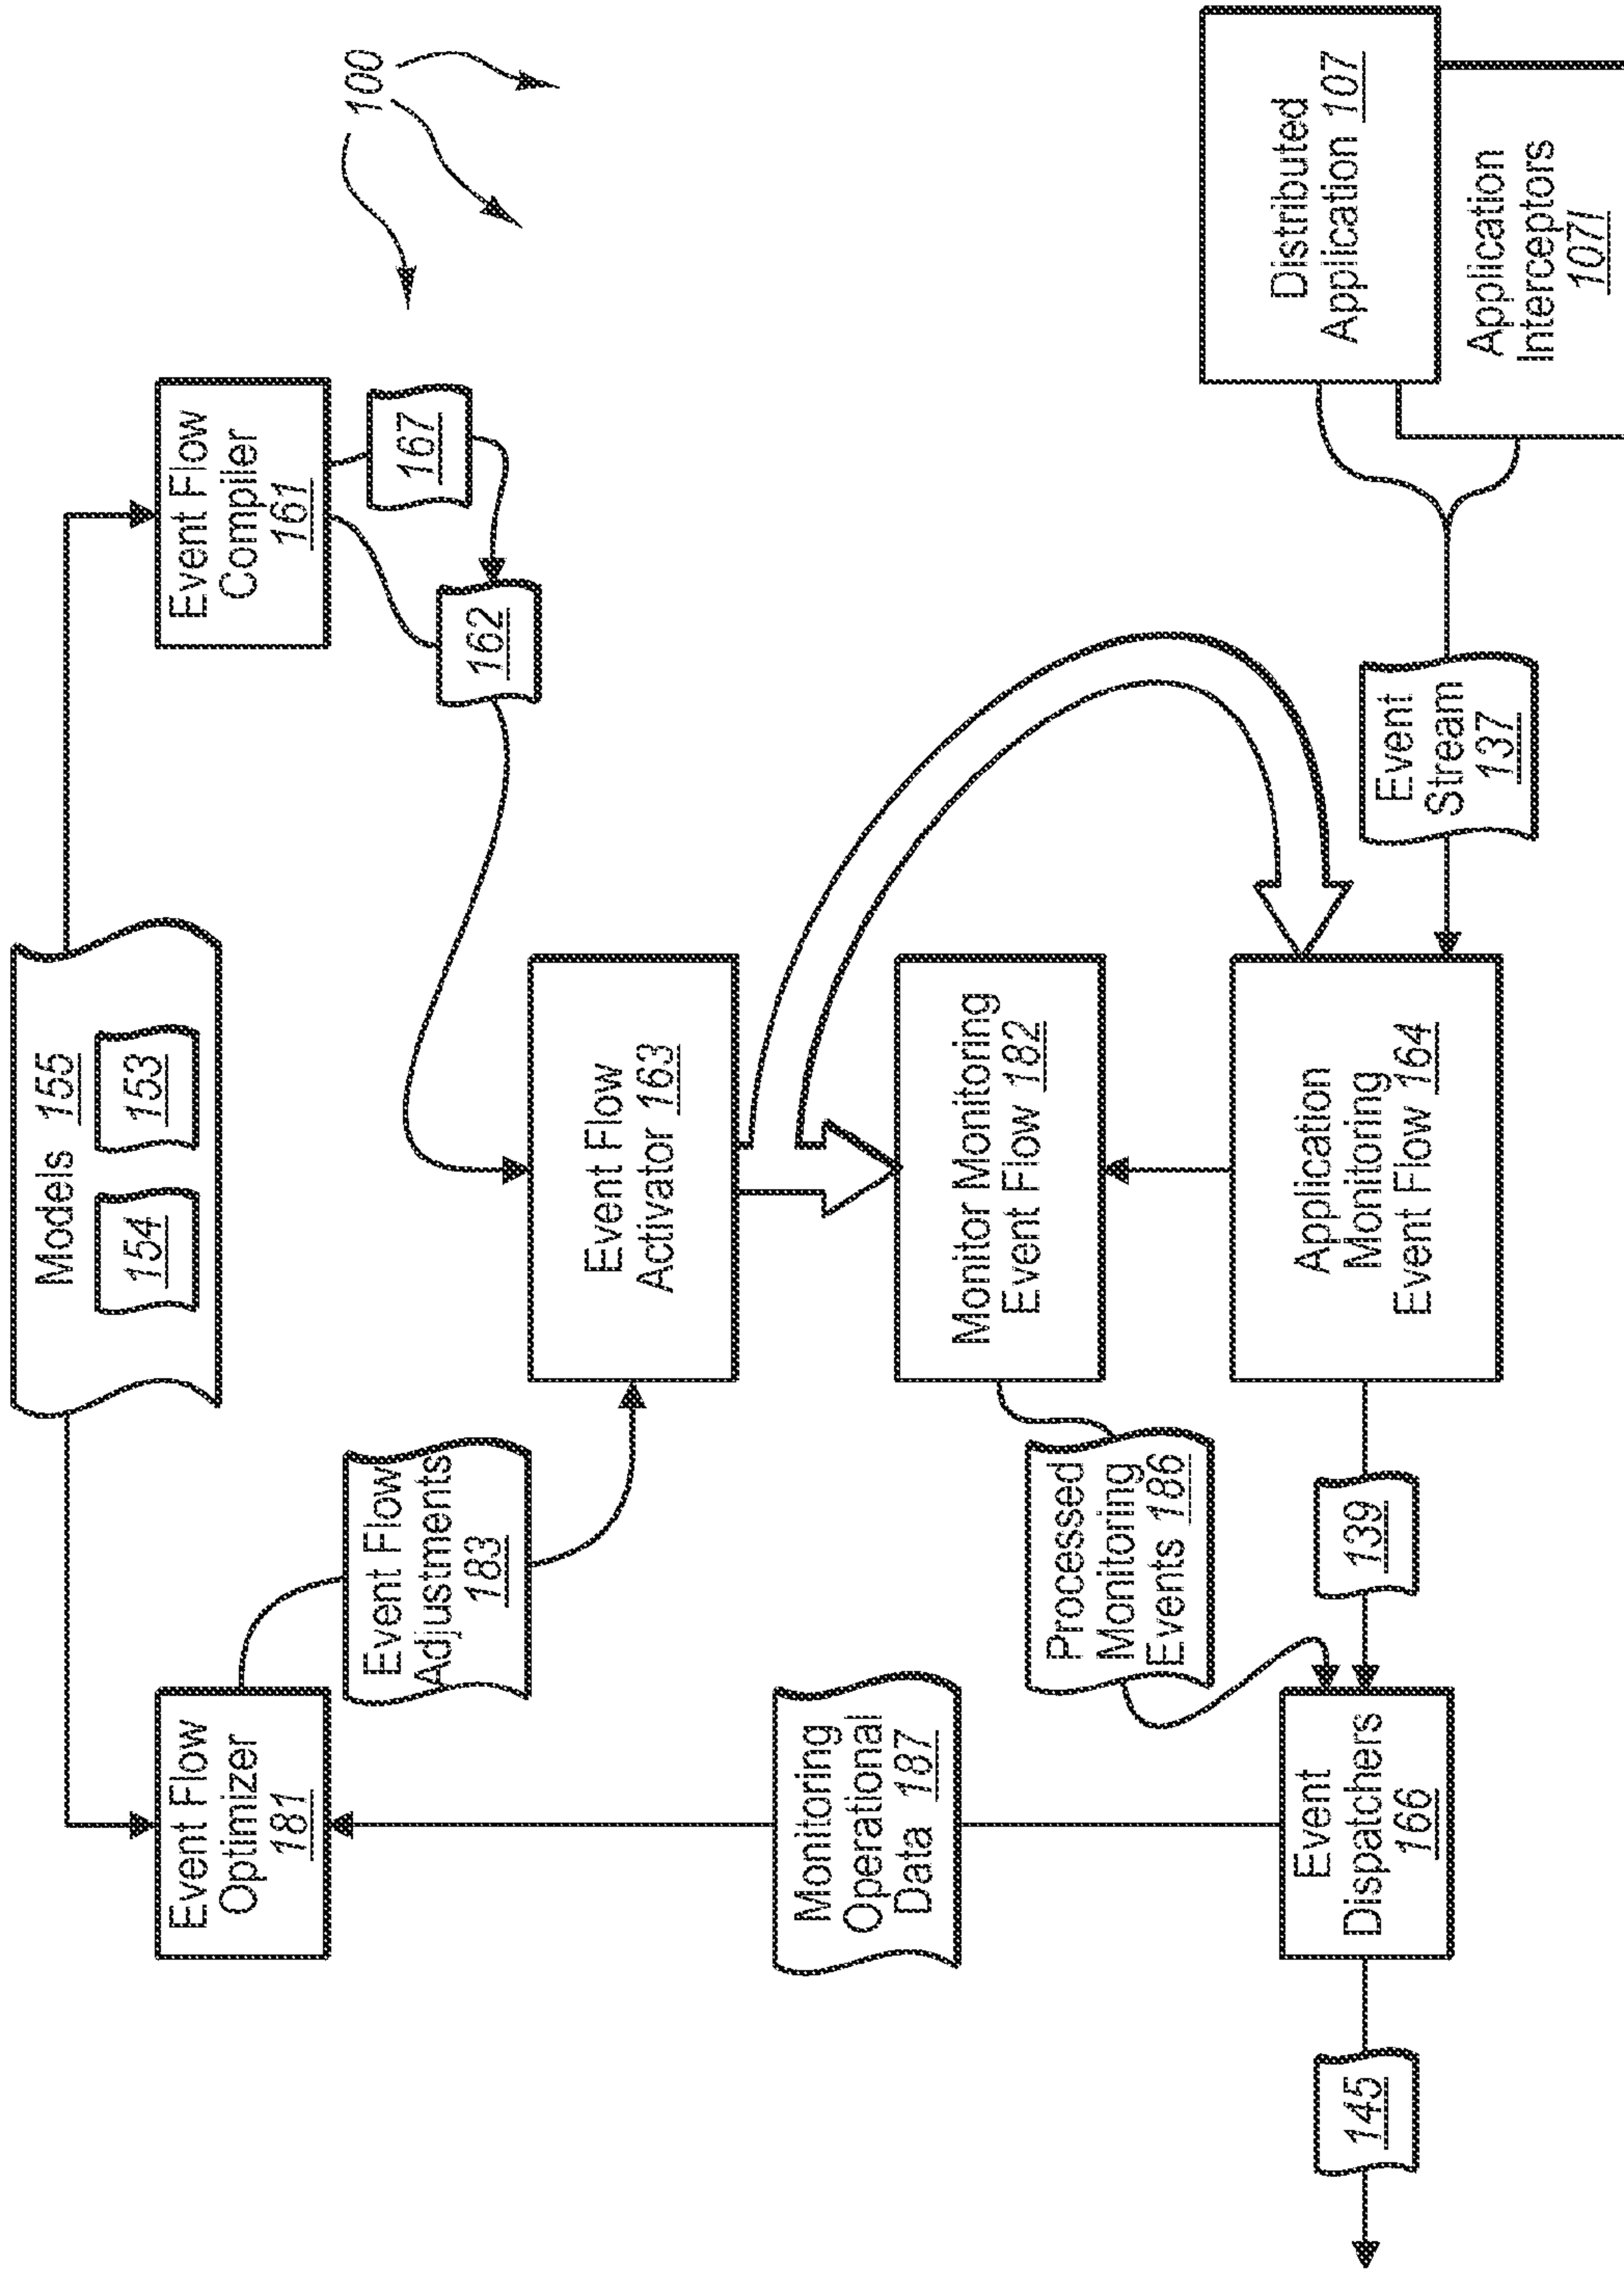 100
Models 155
154
153
Event Flow
Optimizer
181
Event Flow
Compiler
161
167
162
Event Flow
Adjustments
183
Event Flow
Activator 163
Monitoring
Operational
Data 187
Monitor Monitoring
Event Flow 182
Processed
Monitoring
Events 186
Event
Dispatchers
166
145
139
Application
Monitoring
Event Flow 164
Event
Stream
137
Distributed
Application 107
Application
Interceptors
107I